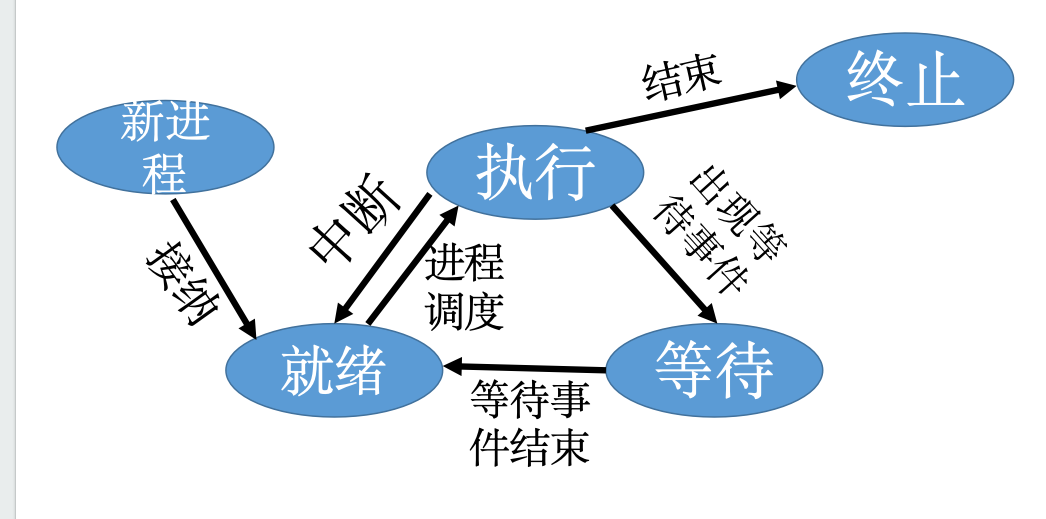 结束
终止
新进
程
执行
出现等
待事件
中断
接纳
进程
调度
就绪
等待
等待事
件结束